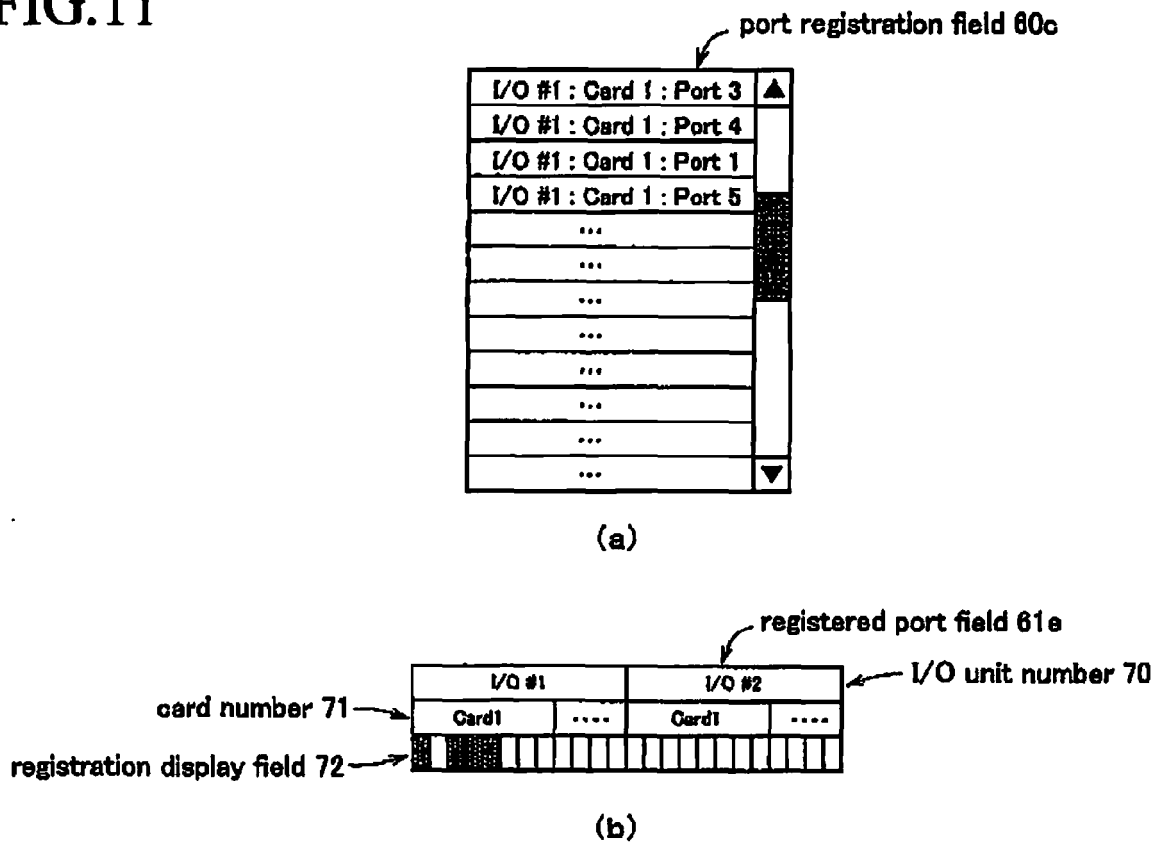 FIG.11
port registration field 60c
I/O #1 : Card 1 : Port 3
I/O #1 : Card 1 : Port 4
I/O #1 : Card 1 : Port 1
I/O #1 : Card 1 : Port 5
...
...
...
...
...
...
...
...
(a)
registered port field 61e
I/O #1
I/O #2
I/O unit number 70
card number 71
Card1
....
Card1
....
registration display field 72
(b)